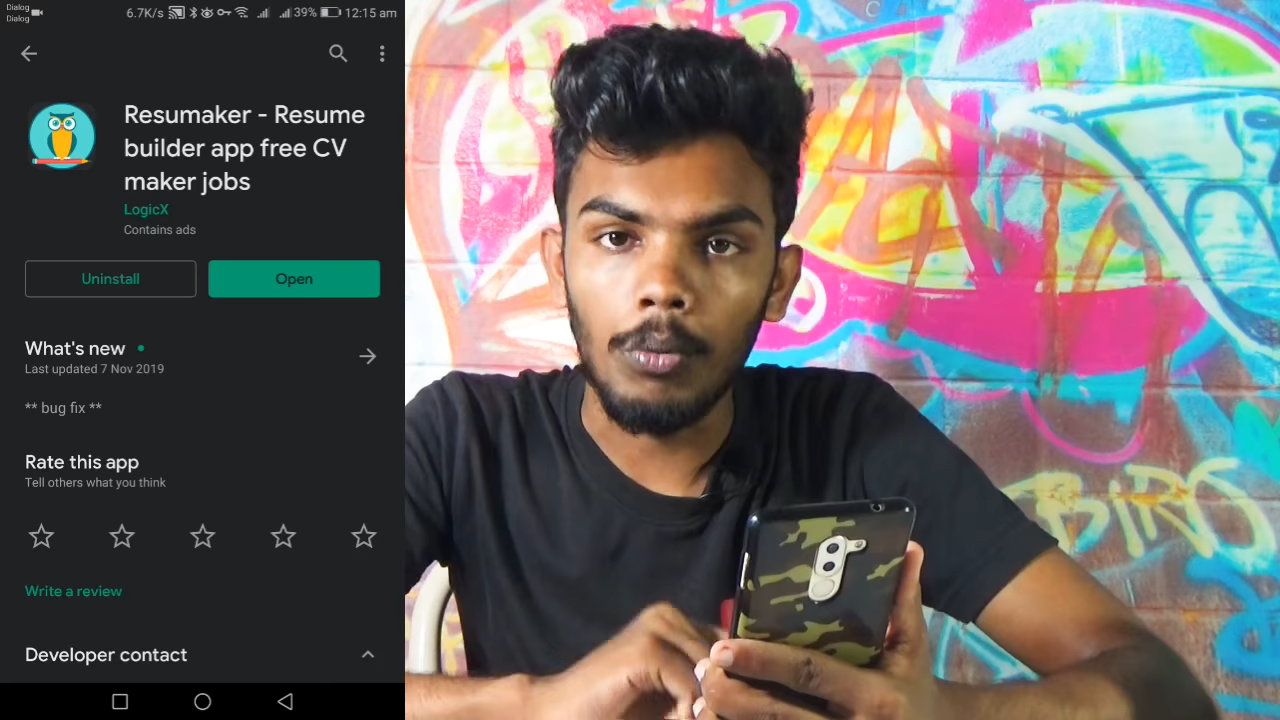 Dialog
Dialog
6.7K/s
39%
12:15 am
Resumaker - Resume
builder app free CV
maker jobs
LogicX
Contains ads
Uninstall
Open
What's new
Last updated 7 Nov 2019
** bug fix **
Rate this app
Tell others what you think
Write a review
Developer contact
BIRD